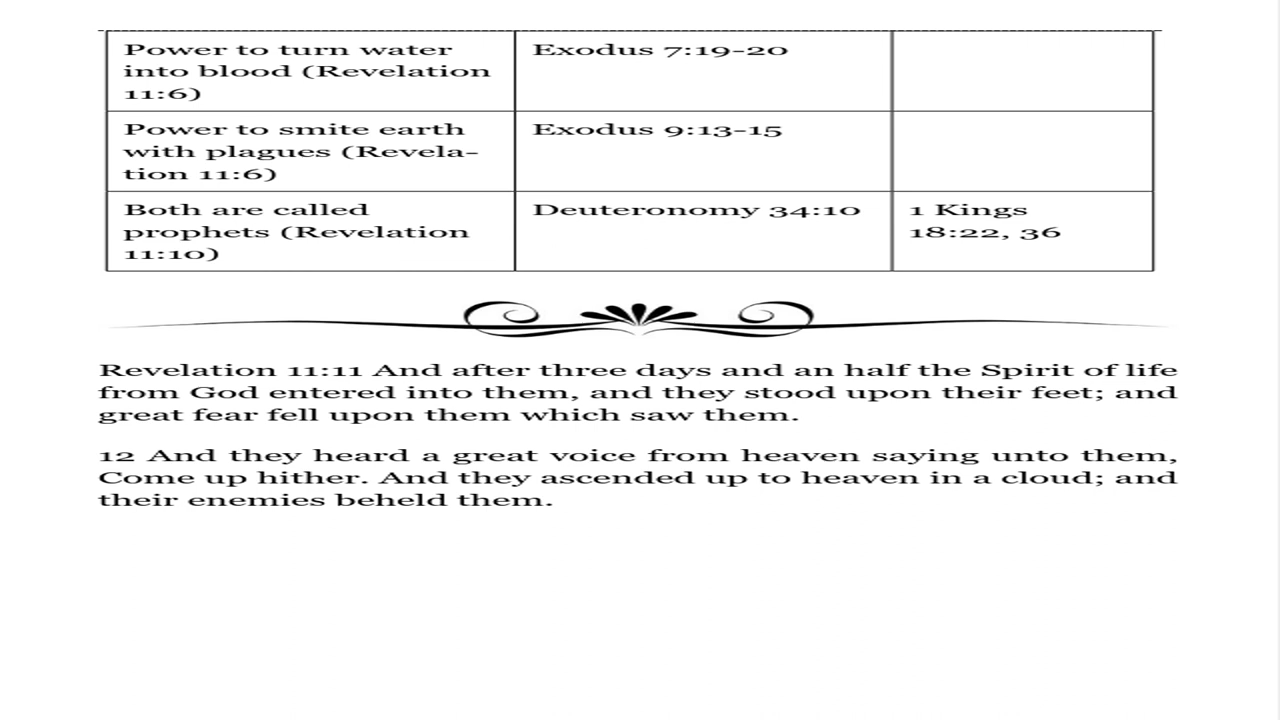 Power to turn water
into blood (Revelation
11:6)
Exodus 7:19-20
Power to smite earth
with plagues (Revela-
tion 11:6)
Exodus 9:13-15
Both are called
prophets (Revelation
11:10)
Deuteronomy 34:10
1 Kings
18:22, 36
Revelation 11:11 And after three days and an half the Spirit of life
from God entered into them, and they stood upon their feet; and
great fear fell upon them which saw them.
12 And they heard a great voice from heaven saying unto them,
Come up hither. And they ascended up to heaven in a cloud; and
their enemies beheld them.